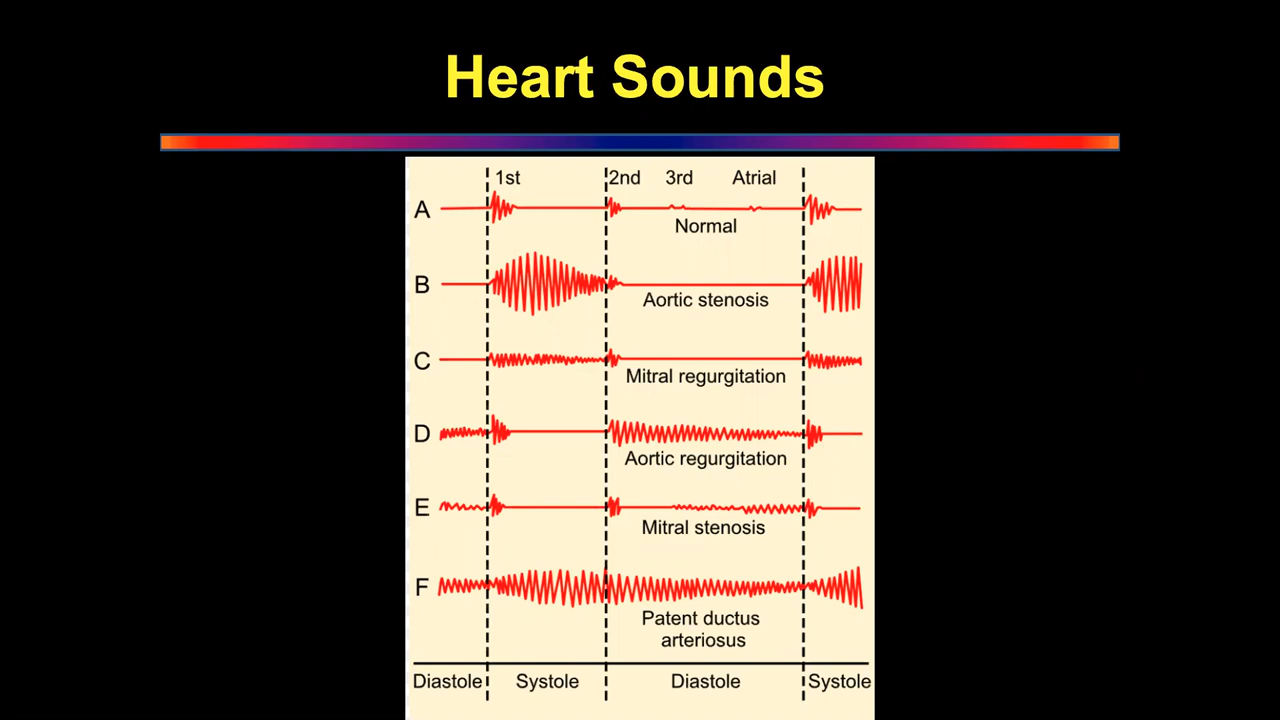 Heart Sounds
1st 2nd 3rd Atrial
A
Normal
B
Aortic stenosis
C
Mitral regurgitation
D
Aortic regurgitation
E
Mitral stenosis
F
Patent ductus
arteriosus
Diastole Systole Diastole Systole